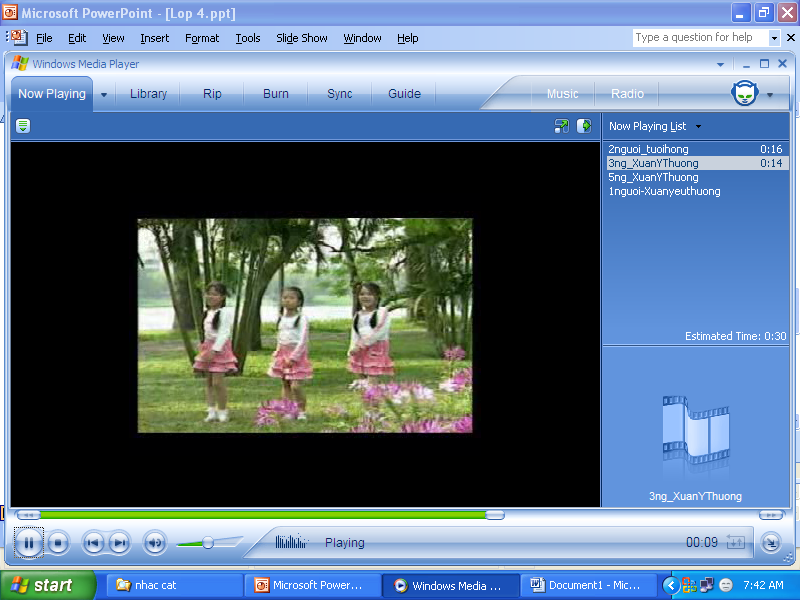 Microsoft PowerPoint - [Lop 4.ppt]
File Edit View Insert Format Tools Slide Show Window Help Type a question for help
Windows Media Player
Now Playing Library Rip Burn Sync Guide Music Radio
Now Playing List
2nguoi_tuoihong 0:16
3ng_XuanYThuong 0:14
5ng_XuanYThuong
1nguoi-Xuanyeuthuong
Estimated Time: 0:30
3ng_XuanYThuong
Playing 00:09
start nhac cat Microsoft Power... Windows Media ... Document1 - Mic... 7:42 AM